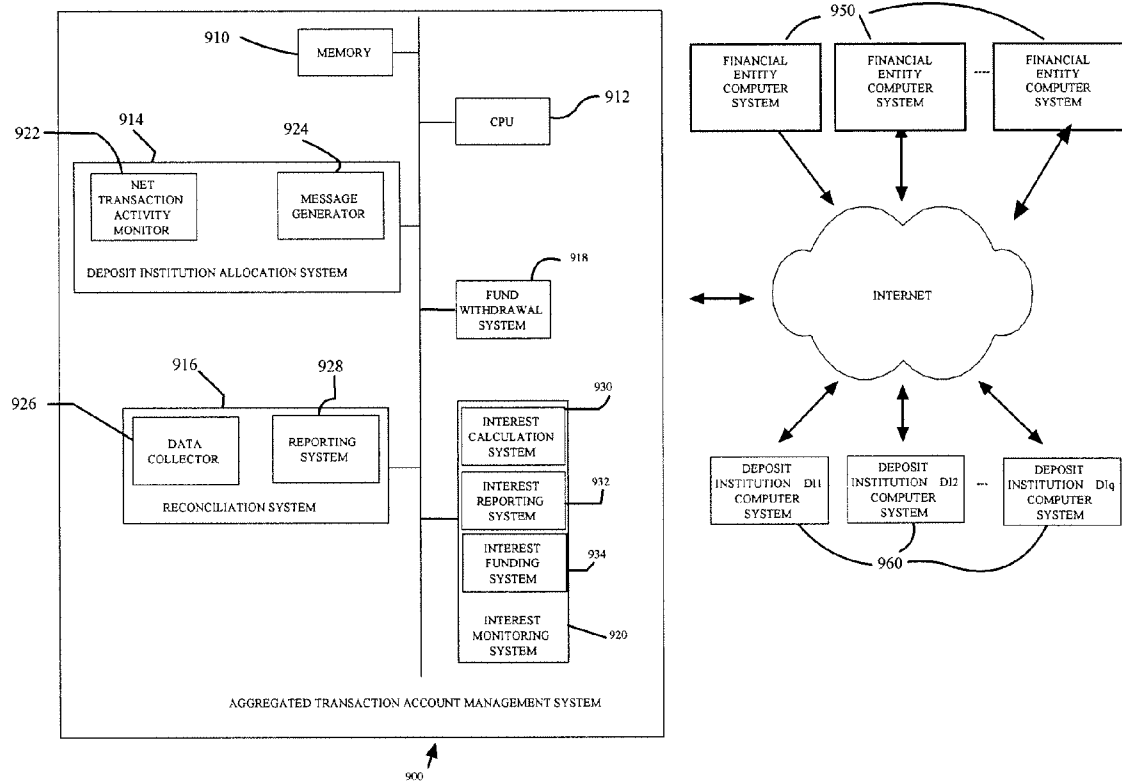 910
MEMORY
912
CPU
922
914
924
NET
TRANSACTION
ACTIVITY
MONITOR
MESSAGE
GENERATOR
DEPOSIT INSTITUTION ALLOCATION SYSTEM
918
FUND
WITHDRAWAL
SYSTEM
916
928
926
DATA
COLLECTOR
REPORTING
SYSTEM
RECONCILIATION SYSTEM
930
INTEREST
CALCULATION
SYSTEM
INTEREST
REPORTING
SYSTEM
932
INTEREST
FUNDING
SYSTEM
934
INTEREST
MONITORING
SYSTEM
920
AGGREGATED TRANSACTION ACCOUNT MANAGEMENT SYSTEM
900
950
FINANCIAL
ENTITY
COMPUTER
SYSTEM
FINANCIAL
ENTITY
COMPUTER
SYSTEM
----
FINANCIAL
ENTITY
COMPUTER
SYSTEM
INTERNET
DEPOSIT
INSTITUTION DI1
COMPUTER
SYSTEM
DEPOSIT
INSTITUTION DI2
COMPUTER
SYSTEM
---
DEPOSIT
INSTITUTION DIq
COMPUTER
SYSTEM
960